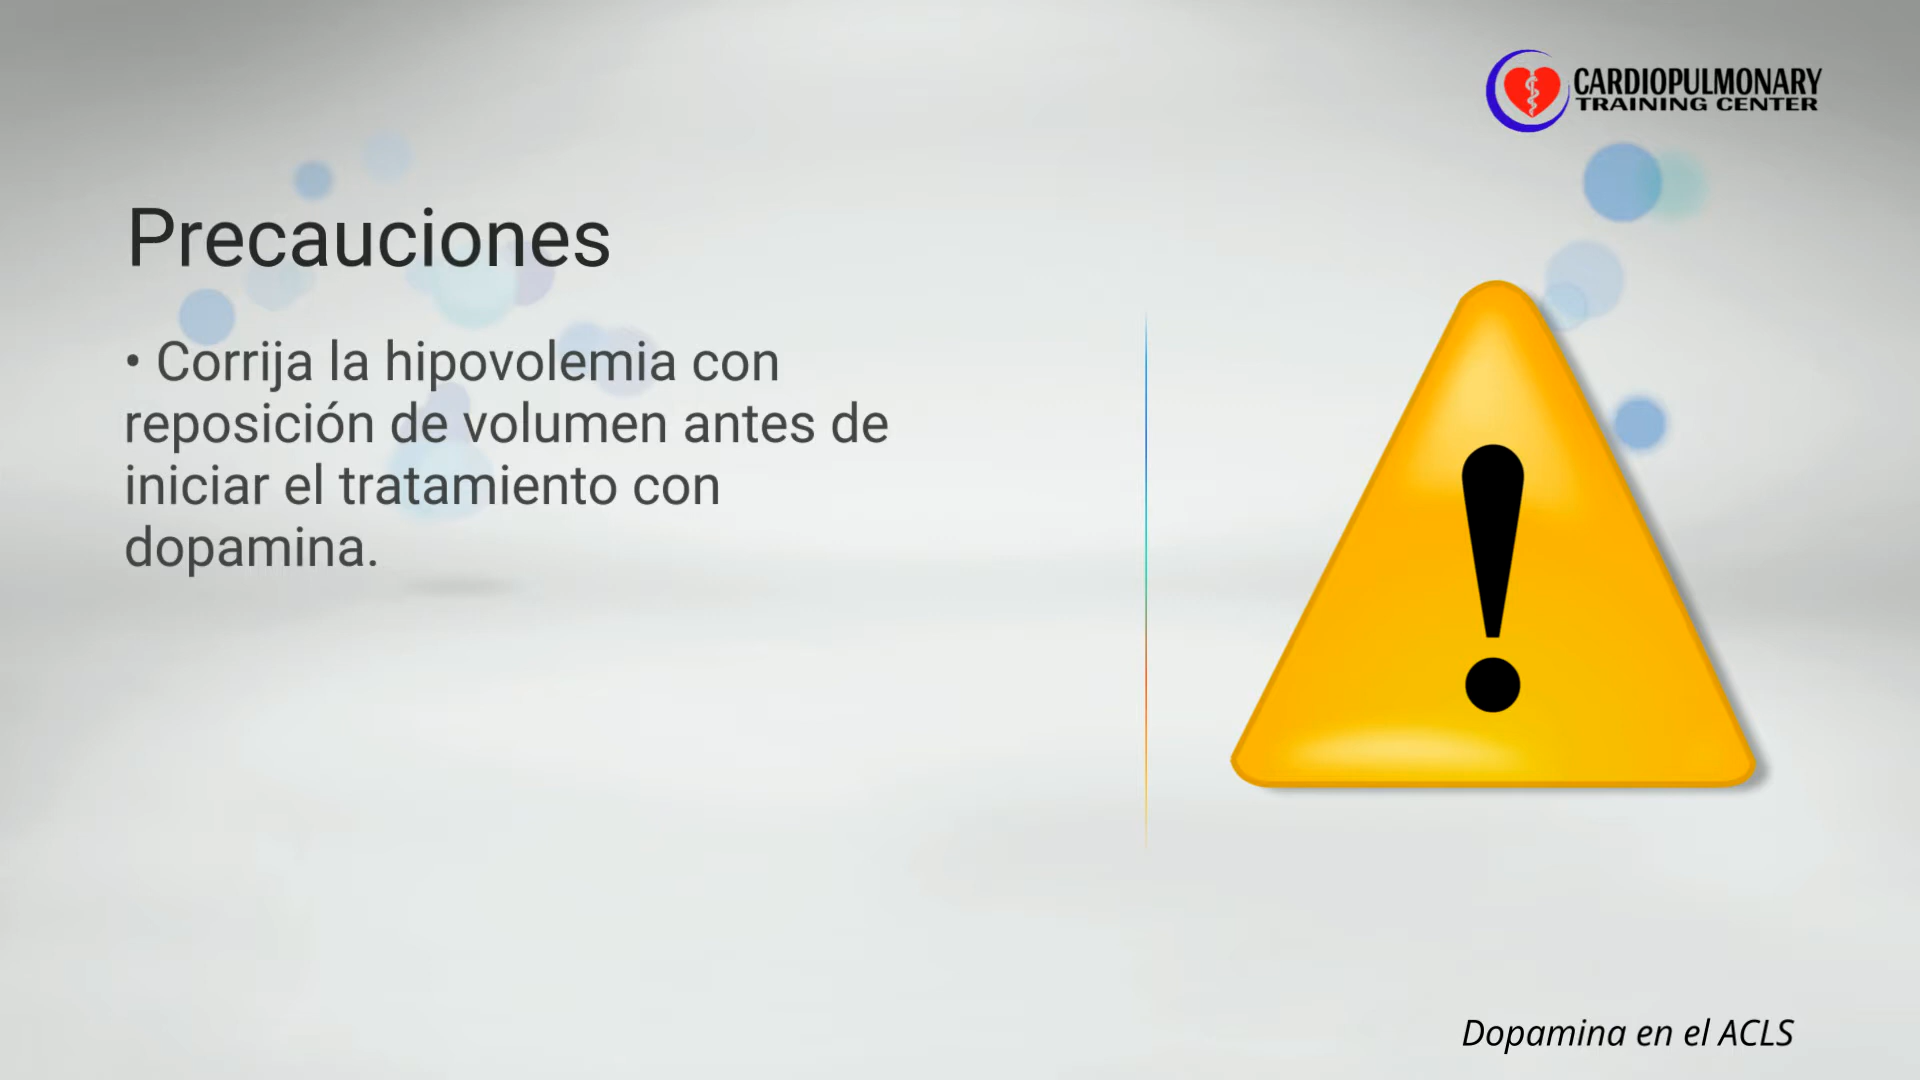 CARDIOPULMONARY
TRAINING CENTER
Precauciones
• Corrija la hipovolemia con
reposición de volumen antes de
iniciar el tratamiento con
dopamina.
!
Dopamina en el ACLS